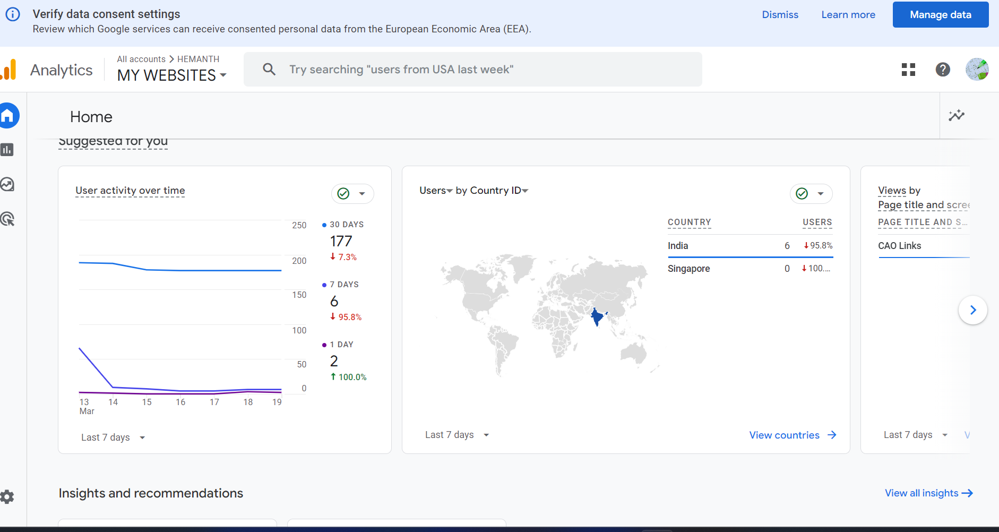 Verify data consent settings
Review which Google services can receive consented personal data from the European Economic Area (EEA).
Dismiss
Learn more
Manage data
Analytics
All accounts > HEMANTH
MY WEBSITES
Try searching "users from USA last week"
Home
Suggested for you
User activity over time
250
200
150
100
50
0
13
Mar
14
15
16
17
18
19
30 DAYS
177
7.3%
7 DAYS
6
95.8%
1 DAY
2
100.0%
Last 7 days
Users by Country ID
COUNTRY USERS
India 6 95.8%
Singapore 0 100....
Last 7 days
View countries
Views by
Page title and scree
PAGE TITLE AND S...
CAO Links
Last 7 days
V
Insights and recommendations
View all insights